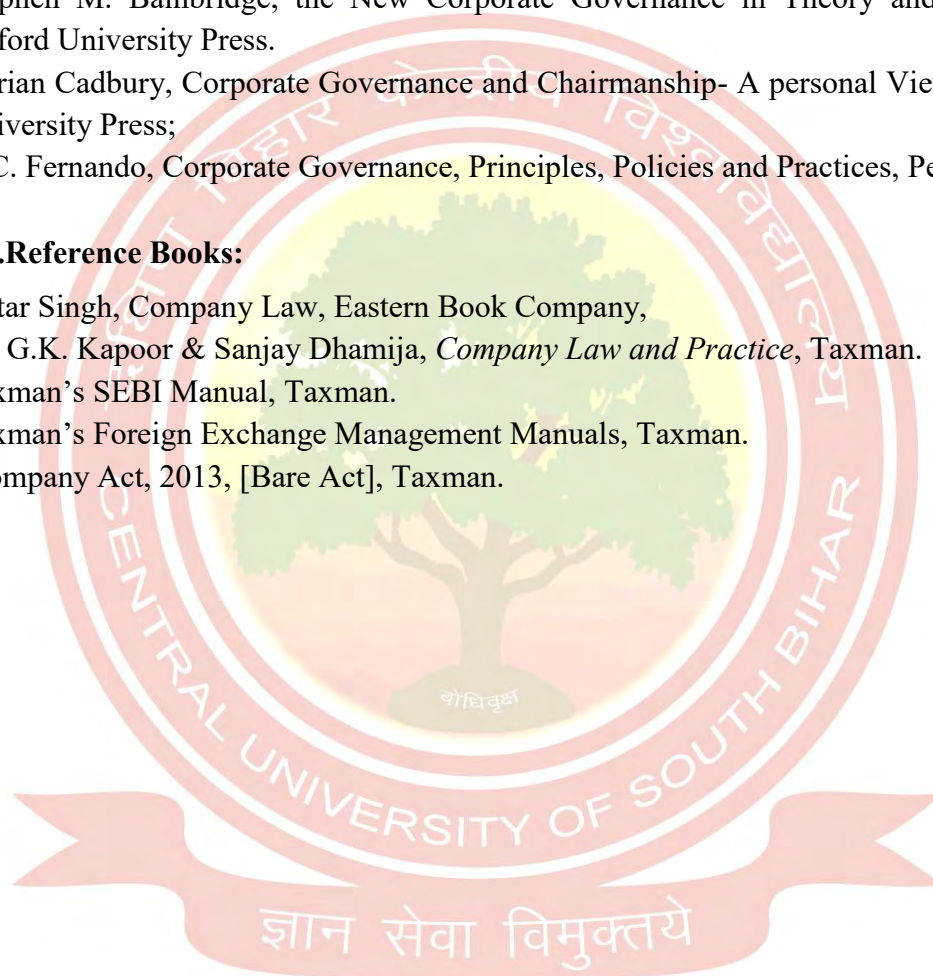 phen M. Bainbridge, the New Corporate Governance in Theory and
ford University Press.
rian Cadbury, Corporate Governance and Chairmanship- A personal Vie
iversity Press;
C. Fernando, Corporate Governance, Principles, Policies and Practices, Pe
.Reference Books:
tar Singh, Company Law, Eastern Book Company,
G.K. Kapoor & Sanjay Dhamija, Company Law and Practice, Taxman.
xman’s SEBI Manual, Taxman.
xman’s Foreign Exchange Management Manuals, Taxman.
ompany Act, 2013, [Bare Act], Taxman.
दक्षिण बिहार केन्द्रीय विश्वविद्यालय
बोधिवृक्ष
CENTRAL UNIVERSITY OF SOUTH BIHAR
ज्ञान सेवा विमुक्तये